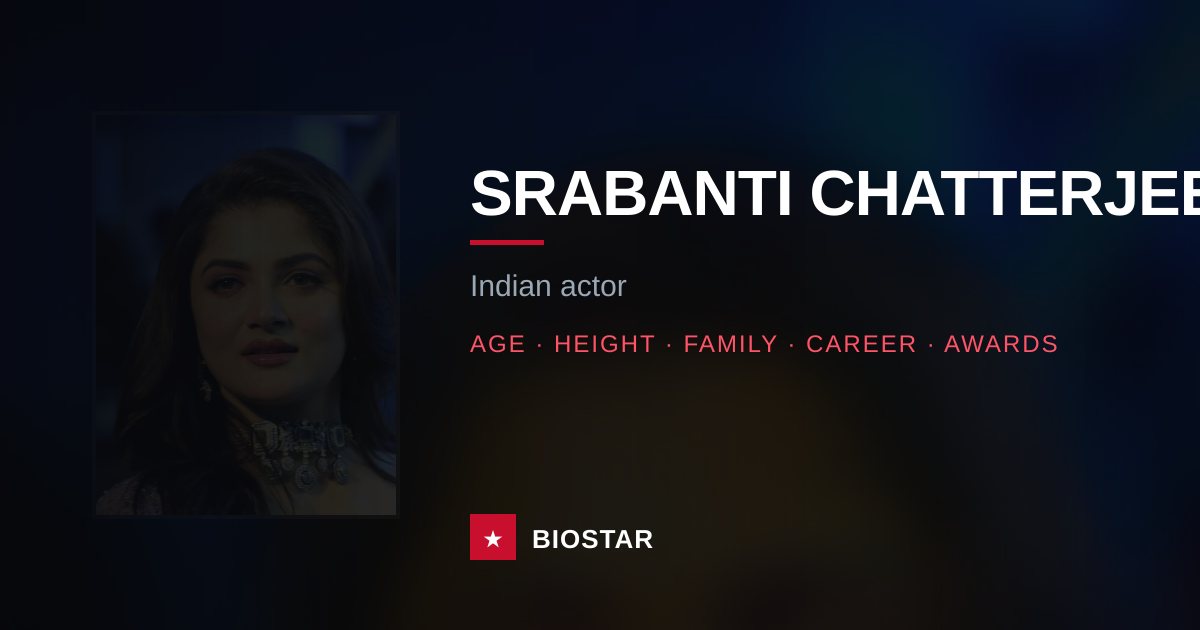 SRABANTI CHATTERJEE
Indian actor
AGE · HEIGHT · FAMILY · CAREER · AWARDS
BIOSTAR